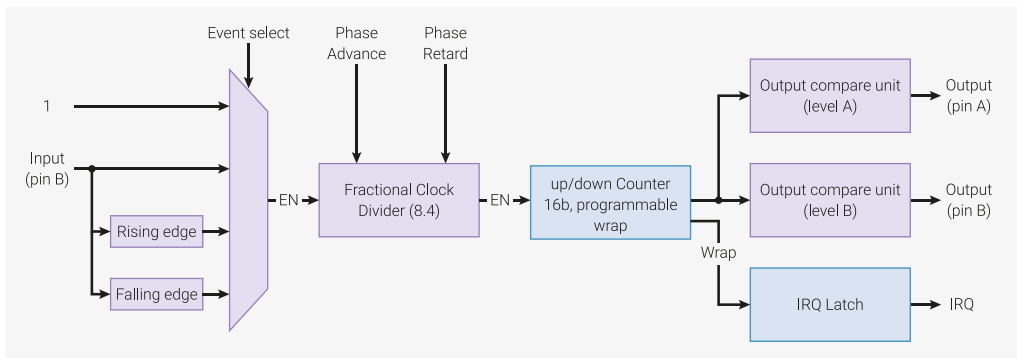 Event select
Phase
Advance
Phase
Retard
1
Input
(pin B)
Rising edge
Falling edge
EN
Fractional Clock
Divider (8.4)
EN
up/down Counter
16b, programmable
wrap
Wrap
Output compare unit
(level A)
Output
(pin A)
Output compare unit
(level B)
Output
(pin B)
IRQ Latch
IRQ